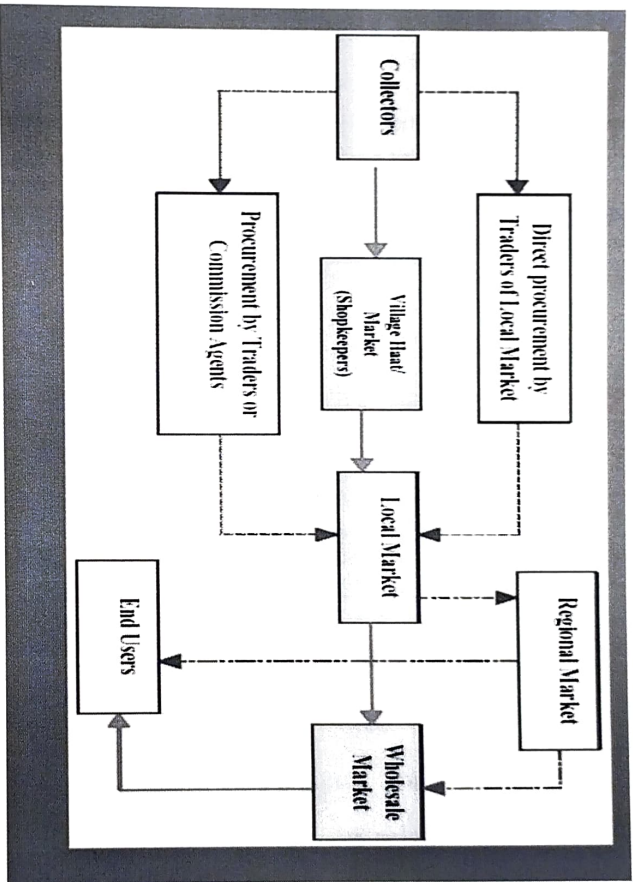 Direct procurement by
Traders of Local Market
Regional Market
Collectors
Village Haat/
Market
(Shopkeepers)
Local Market
Wholesale
Market
Procurement by Traders or
Commission Agents
End Users